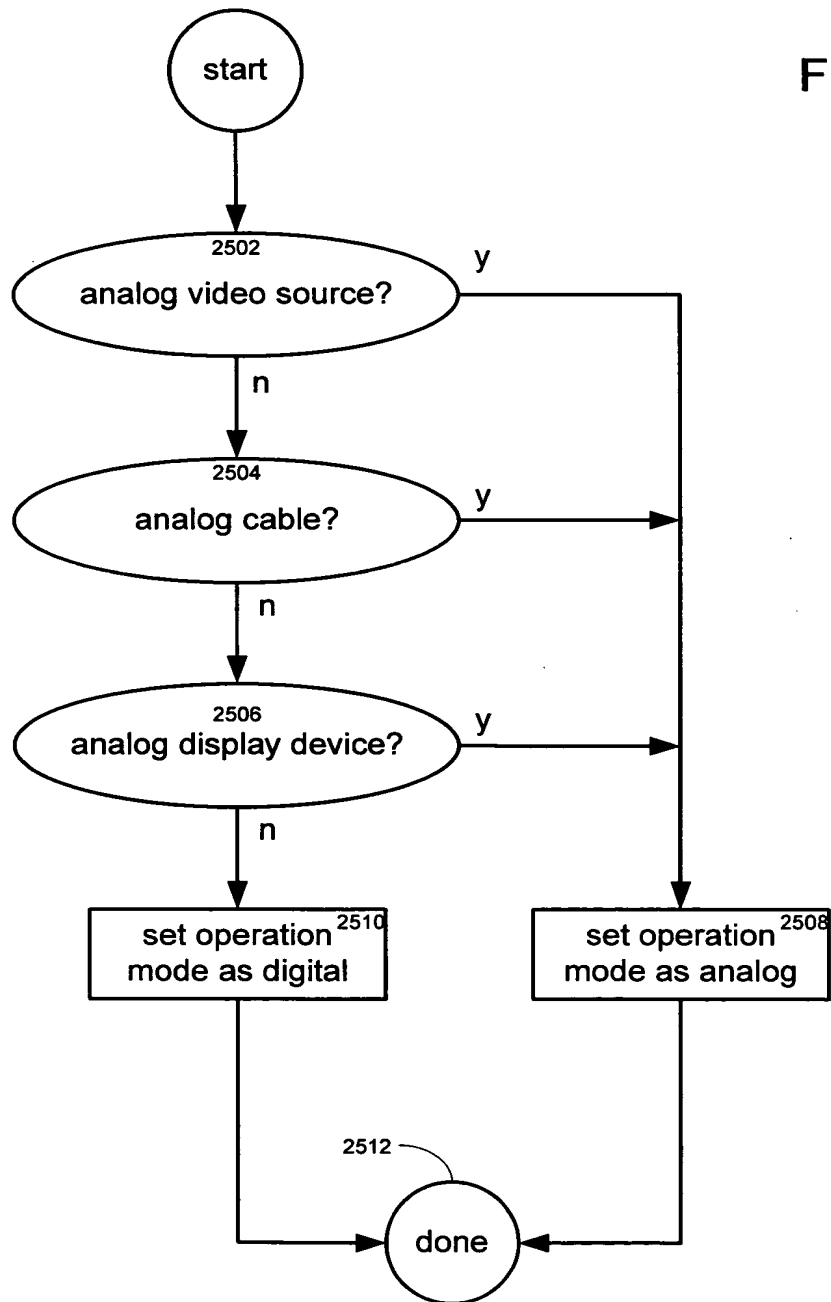 start
F
2502
analog video source?
y
n
2504
analog cable?
y
n
2506
analog display device?
y
n
set operation 2510
mode as digital
set operation 2508
mode as analog
2512
done